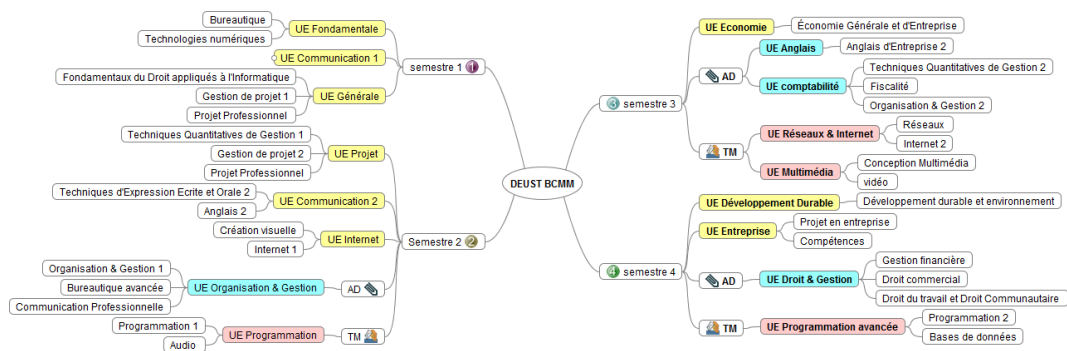 DEUST BCMM
semestre 1
1
UE Fondamentale
Bureautique
Technologies numériques
UE Communication 1
UE Générale
Fondamentaux du Droit appliqués à l'Informatique
Gestion de projet 1
Projet Professionnel
Semestre 2
2
UE Projet
Techniques Quantitatives de Gestion 1
Gestion de projet 2
Projet Professionnel
UE Communication 2
Techniques d'Expression Ecrite et Orale 2
Anglais 2
UE Internet
Création visuelle
Internet 1
AD
UE Organisation & Gestion
Organisation & Gestion 1
Bureautique avancée
Communication Professionnelle
TM
UE Programmation
Programmation 1
Audio
3
semestre 3
UE Economie
Économie Générale et d'Entreprise
AD
UE Anglais
Anglais d'Entreprise 2
UE comptabilité
Techniques Quantitatives de Gestion 2
Fiscalité
Organisation & Gestion 2
TM
UE Réseaux & Internet
Réseaux
Internet 2
UE Multimédia
Conception Multimédia
vidéo
4
semestre 4
UE Développement Durable
Développement durable et environnement
UE Entreprise
Projet en entreprise
Compétences
AD
UE Droit & Gestion
Gestion financière
Droit commercial
Droit du travail et Droit Communautaire
TM
UE Programmation avancée
Programmation 2
Bases de données